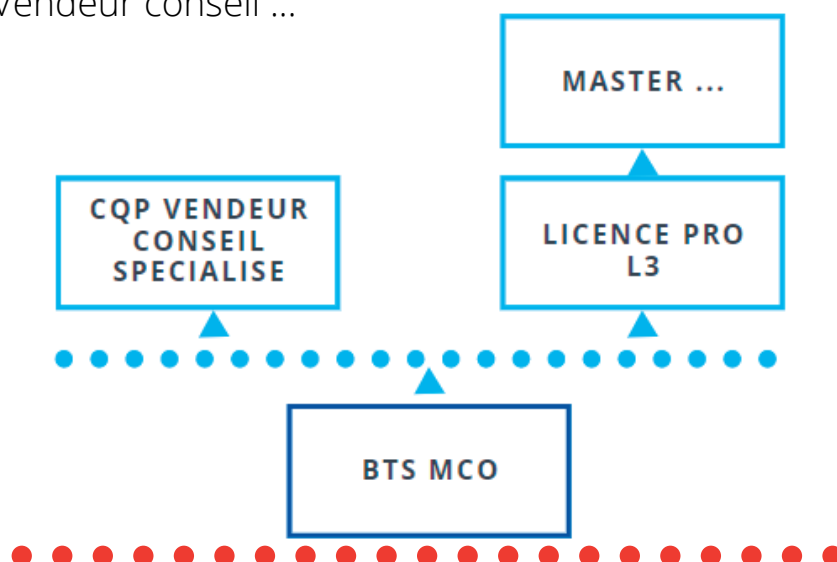 vendeur conseil ...
MASTER ...
CQP VENDEUR
CONSEIL
SPECIALISE
LICENCE PRO
L3
BTS MCO